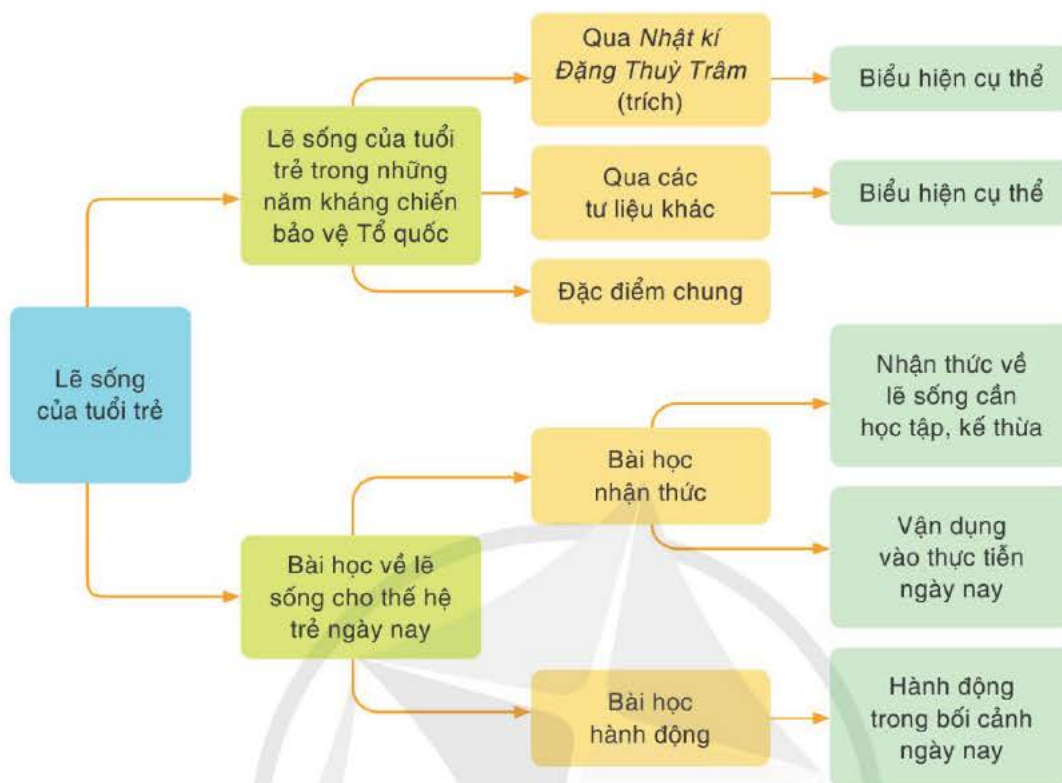 Lẽ sống
của tuổi trẻ
Lẽ sống của tuổi
trẻ trong những
năm kháng chiến
bảo vệ Tổ quốc
Qua Nhật kí
Đặng Thuỳ Trâm
(trích)
Biểu hiện cụ thể
Qua các
tư liệu khác
Biểu hiện cụ thể
Đặc điểm chung
Bài học về lẽ
sống cho thế hệ
trẻ ngày nay
Bài học
nhận thức
Nhận thức về
lẽ sống cần
học tập, kế thừa
Vận dụng
vào thực tiễn
ngày nay
Bài học
hành động
Hành động
trong bối cảnh
ngày nay